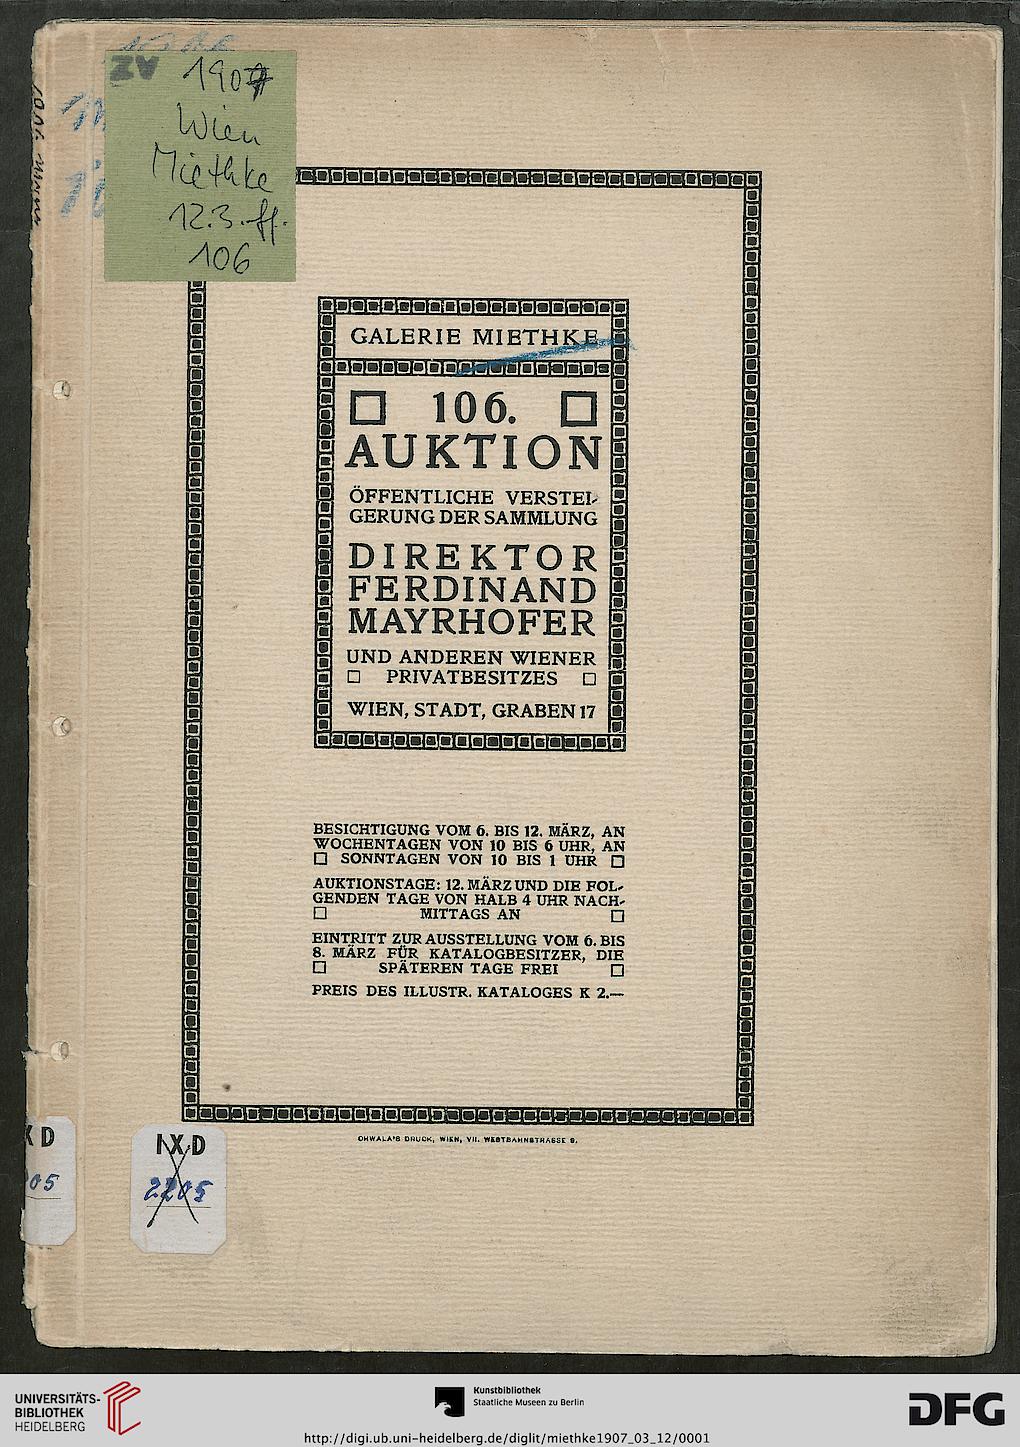 ZV
1907
Wien
Miethke
12.3.ff.
106
GALERIE MIETHKE
106.
AUKTION
ÖFFENTLICHE VERSTEI-
GERUNG DER SAMMLUNG
DIREKTOR
FERDINAND
MAYRHOFER
UND ANDEREN WIENER
PRIVATBESITZES
WIEN, STADT, GRABEN 17
BESICHTIGUNG VOM 6. BIS 12. MÄRZ, AN
WOCHENTAGEN VON 10 BIS 6 UHR, AN
SONNTAGEN VON 10 BIS 1 UHR
AUKTIONSTAGE: 12. MÄRZ UND DIE FOL-
GENDEN TAGE VON HALB 4 UHR NACH-
MITTAGS AN
EINTRITT ZUR AUSSTELLUNG VOM 6. BIS
8. MÄRZ FÜR KATALOGBESITZER, DIE
SPÄTEREN TAGE FREI
PREIS DES ILLUSTR. KATALOGES K 2.—
CHWALA'S DRUCK, WIEN, VII. WESTBAHNSTRASSE 9.
X D
05
IX D
2205
UNIVERSITÄTS-
BIBLIOTHEK
HEIDELBERG
Kunstbibliothek
Staatliche Museen zu Berlin
DFG
http://digi.ub.uni-heidelberg.de/diglit/miethke1907_03_12/0001